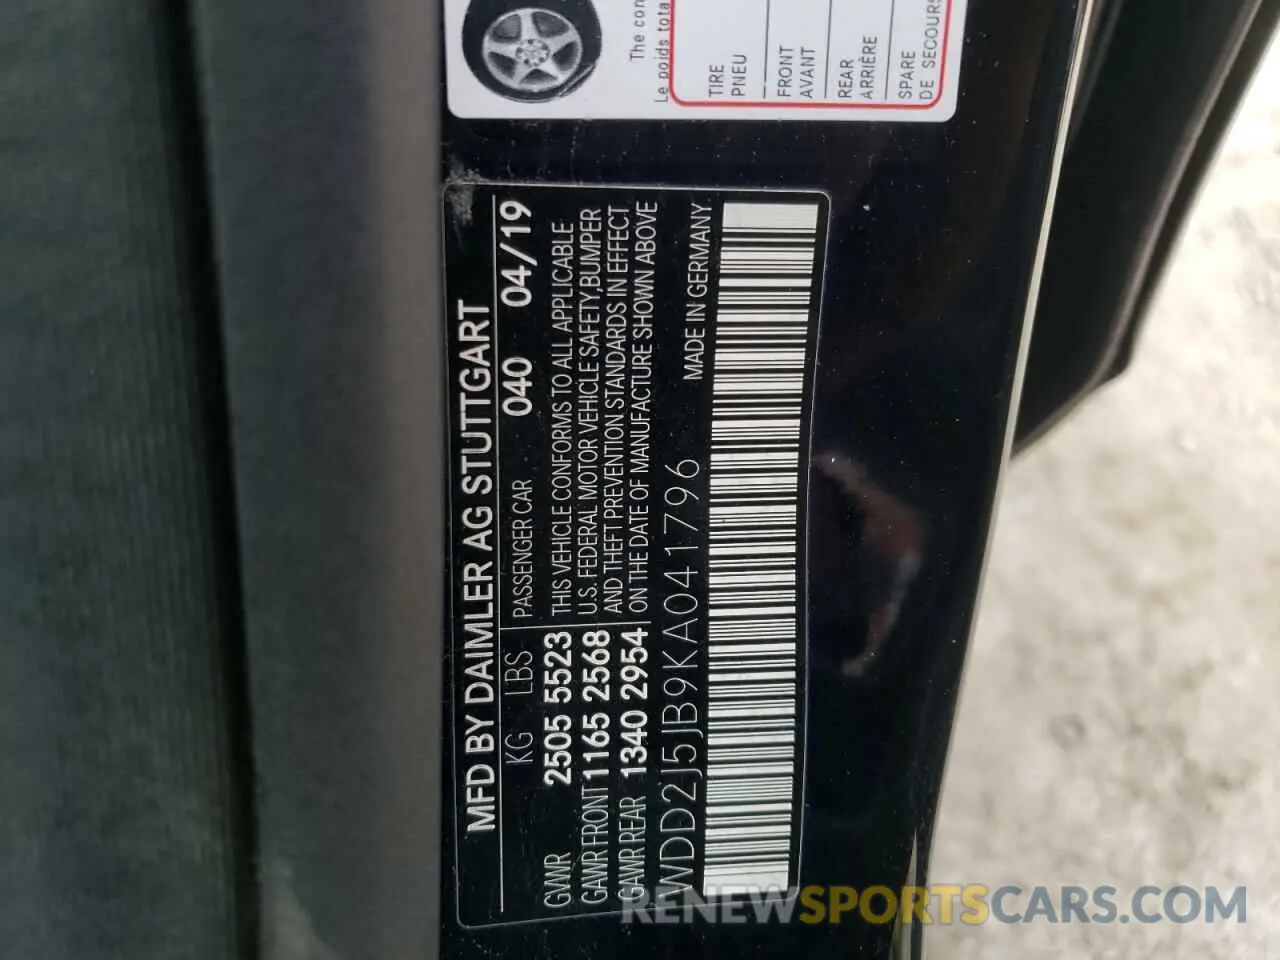 MFD BY DAIMLER AG STUTTGART
KG LBS PASSENGER CAR 040 04/19
GVWR 2505 5523 THIS VEHICLE CONFORMS TO ALL APPLICABLE
GAWR FRONT 1165 2568 U.S. FEDERAL MOTOR VEHICLE SAFETY,BUMPER
AND THEFT PREVENTION STANDARDS IN EFFECT
GAWR REAR 1340 2954 ON THE DATE OF MANUFACTURE SHOWN ABOVE
WDD2J5JB9KA041796 MADE IN GERMANY
The
Le poids
TIRE
PNEU
FRONT
AVANT
REAR
ARRIÈRE
SPARE
DE SECOURS
RENEWSPORTSCARS.COM